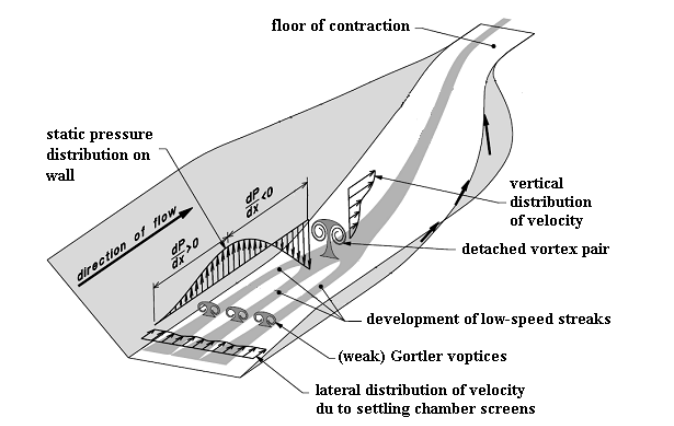 floor of contraction
static pressure
distribution on
wall
dP
dx
<0
direction of flow
dP
dx
>0
vertical
distribution
of velocity
detached vortex pair
development of low-speed streaks
(weak) Gortler voptices
lateral distribution of velocity
du to settling chamber screens